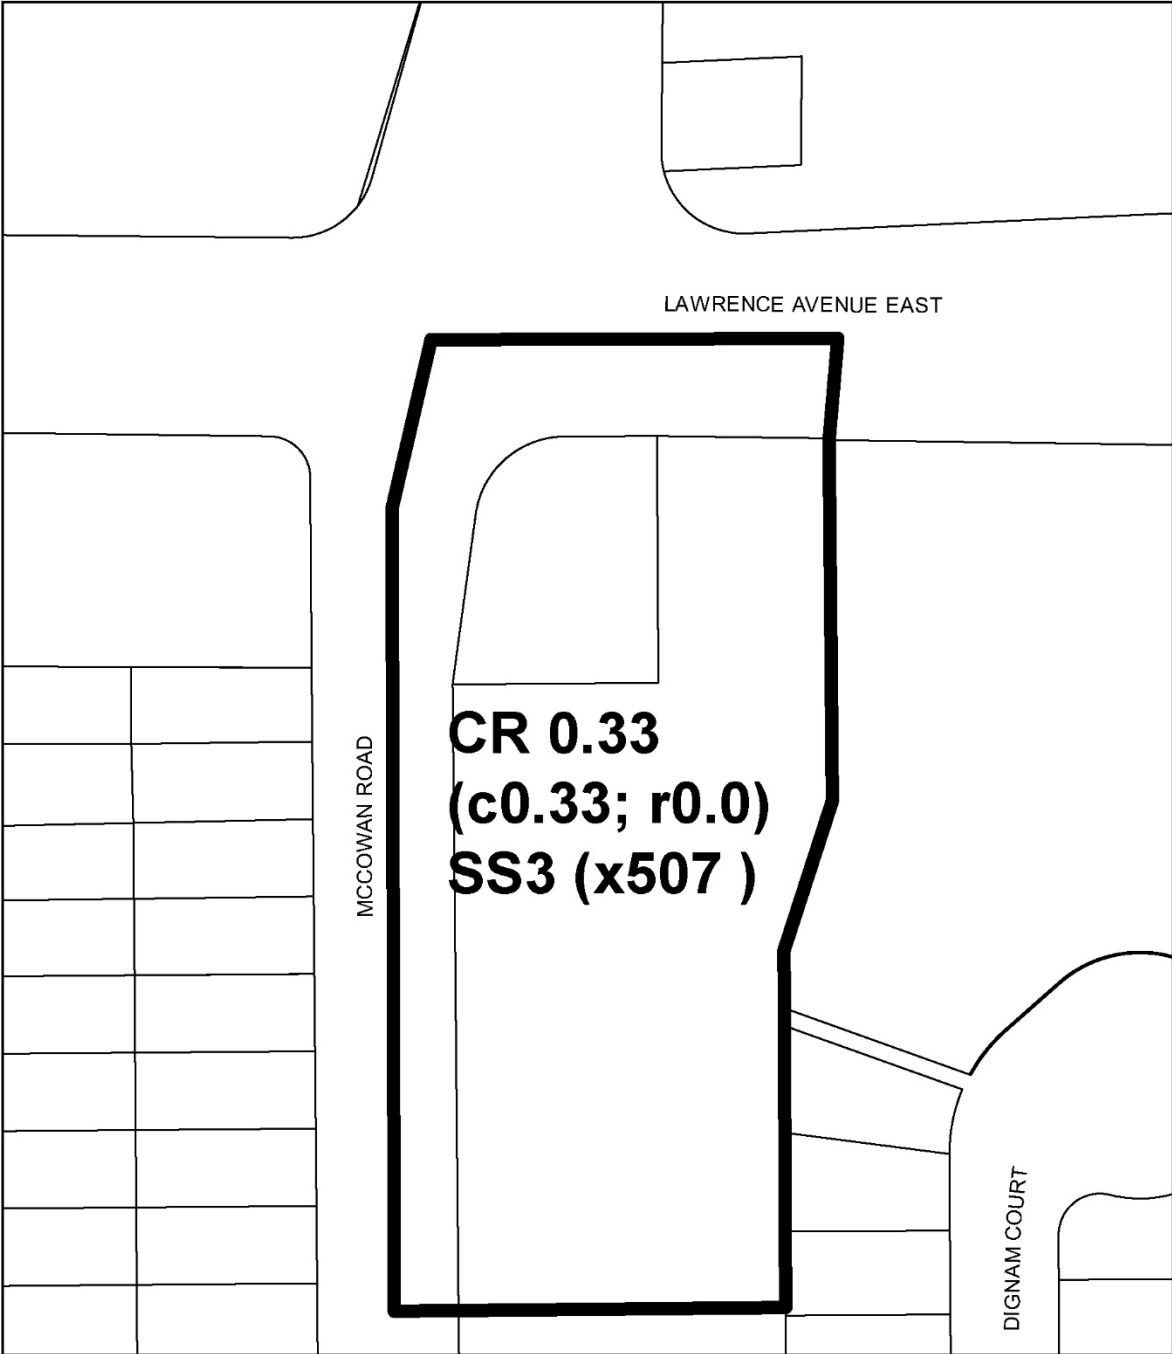 LAWRENCE AVENUE EAST
MCCOWAN ROAD
CR 0.33
(c0.33; r0.0)
SS3 (x507 )
DIGNAM COURT